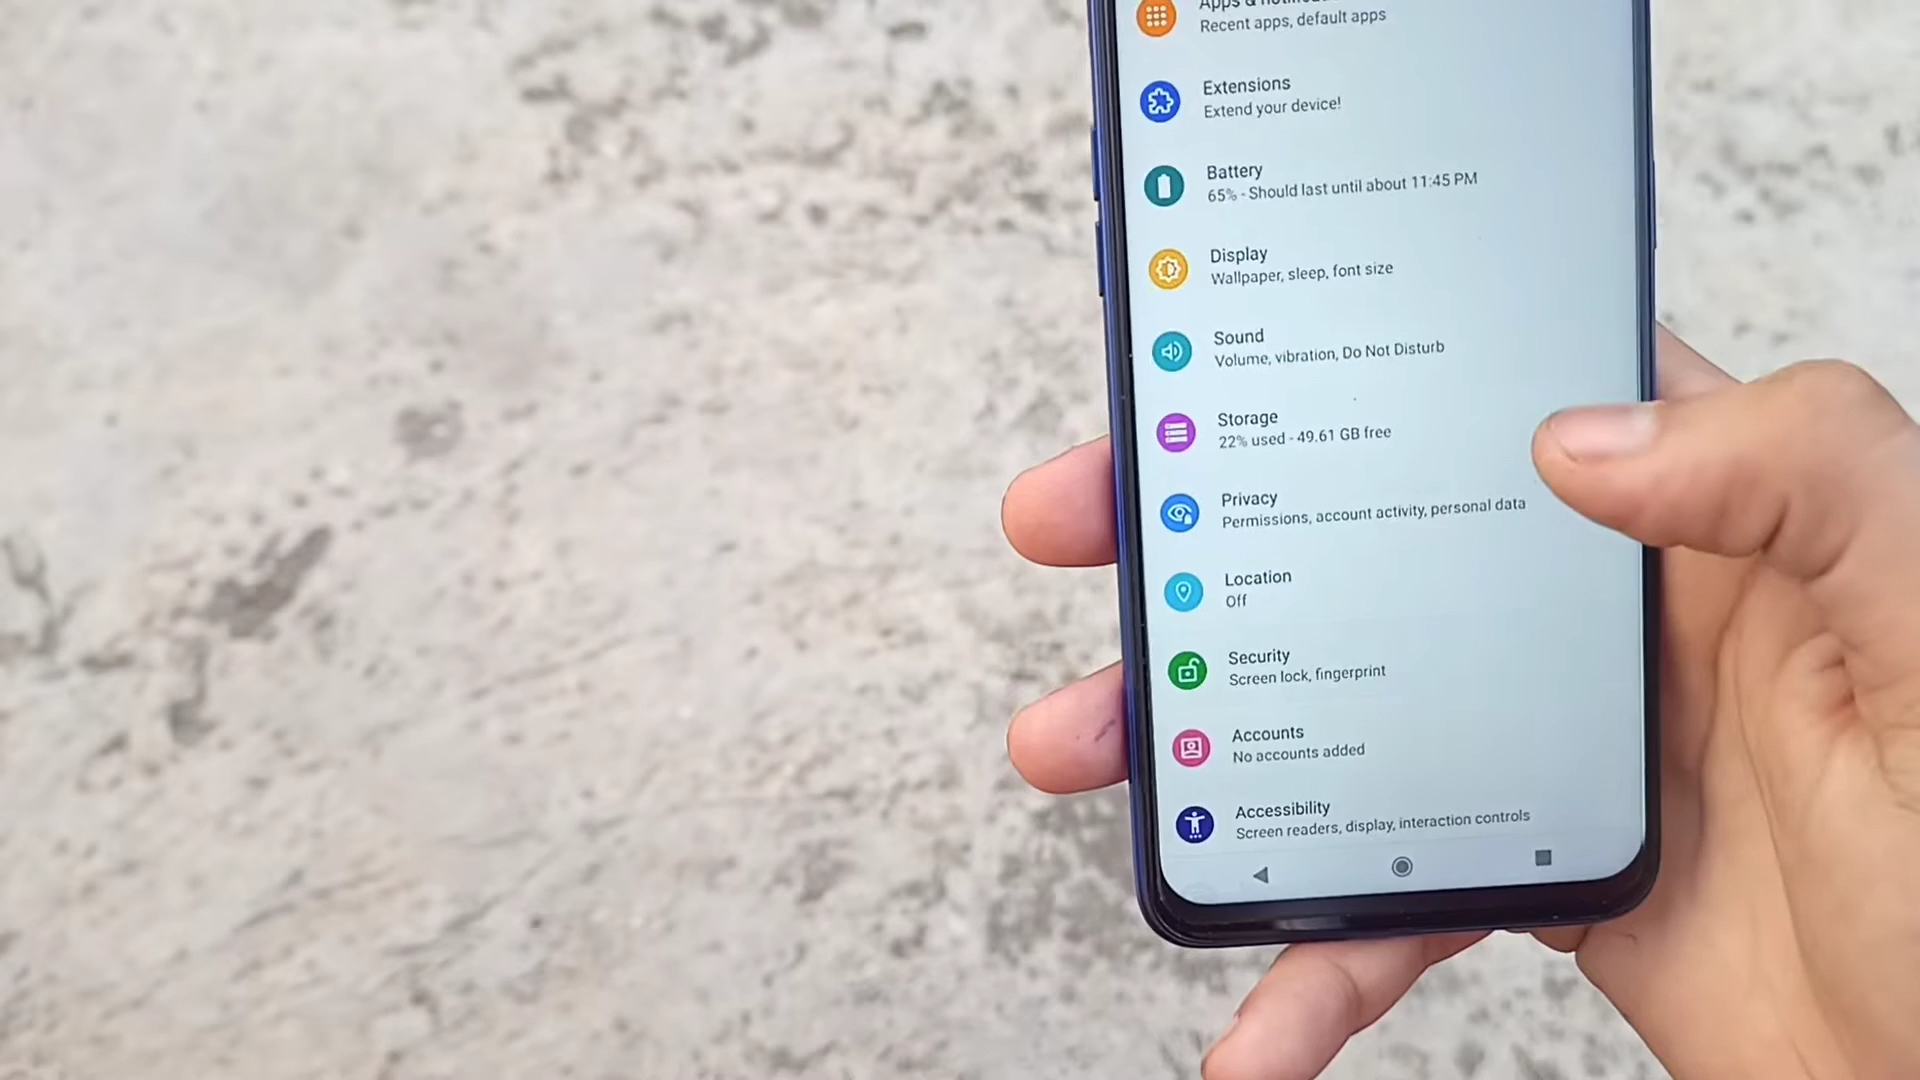 Apps &
Recent apps, default apps
Extensions
Extend your device!
Battery
65% - Should last until about 11:45 PM
Display
Wallpaper, sleep, font size
Sound
Volume, vibration, Do Not Disturb
Storage
22% used - 49.61 GB free
Privacy
Permissions, account activity, personal data
Location
Off
Security
Screen lock, fingerprint
Accounts
No accounts added
Accessibility
Screen readers, display, interaction controls